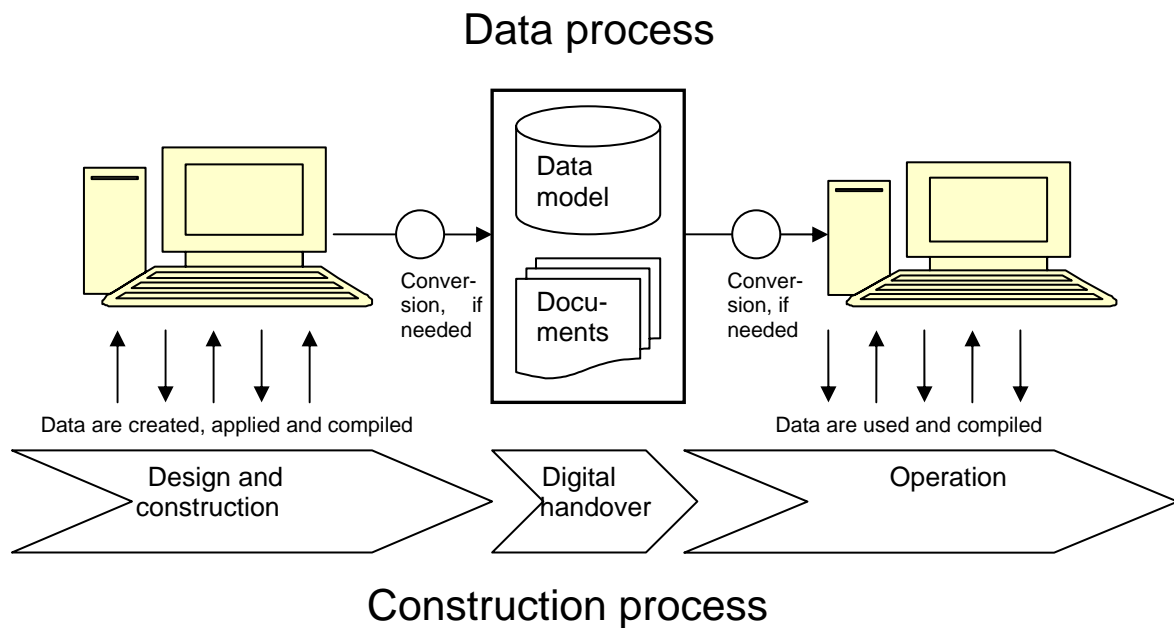 Data process
Data
model
Docu-
ments
Conver-
sion, if
needed
Conver-
sion, if
needed
Data are created, applied and compiled
Data are used and compiled
Design and
construction
Digital
handover
Operation
Construction process